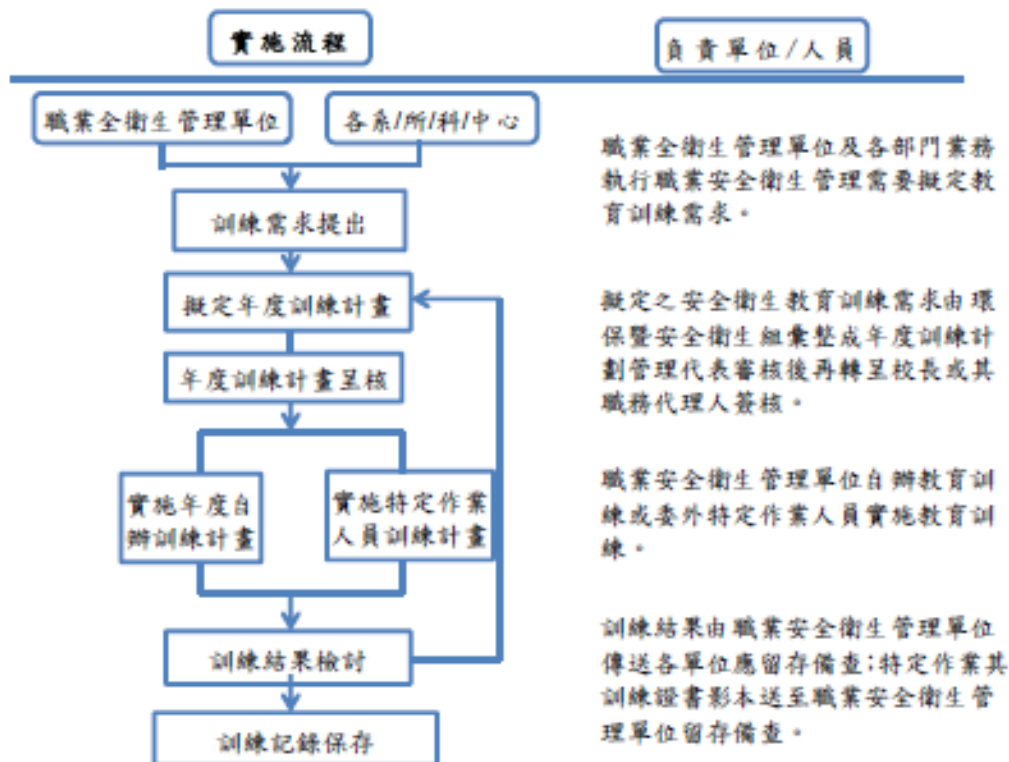 實施流程
負責單位/人員
職業全衛生管理單位
各系/所/科/中心
職業全衛生管理單位及各部門業務
執行職業安全衛生管理需要擬定教
育訓練需求。
訓練需求提出
擬定年度訓練計畫
擬定之安全衛生教育訓練需求由環
保暨安全衛生組彙整成年度訓練計
劃管理代表審核後再轉呈校長或其
職務代理人簽核。
年度訓練計畫呈核
實施年度自
辦訓練計畫
實施特定作業
人員訓練計畫
職業安全衛生管理單位自辦教育訓
練或委外特定作業人員實施教育訓
練。
訓練結果檢討
訓練結果由職業安全衛生管理單位
傳送各單位應留存備查;特定作業其
訓練證書影本送至職業安全衛生管
理單位留存備查。
訓練記錄保存